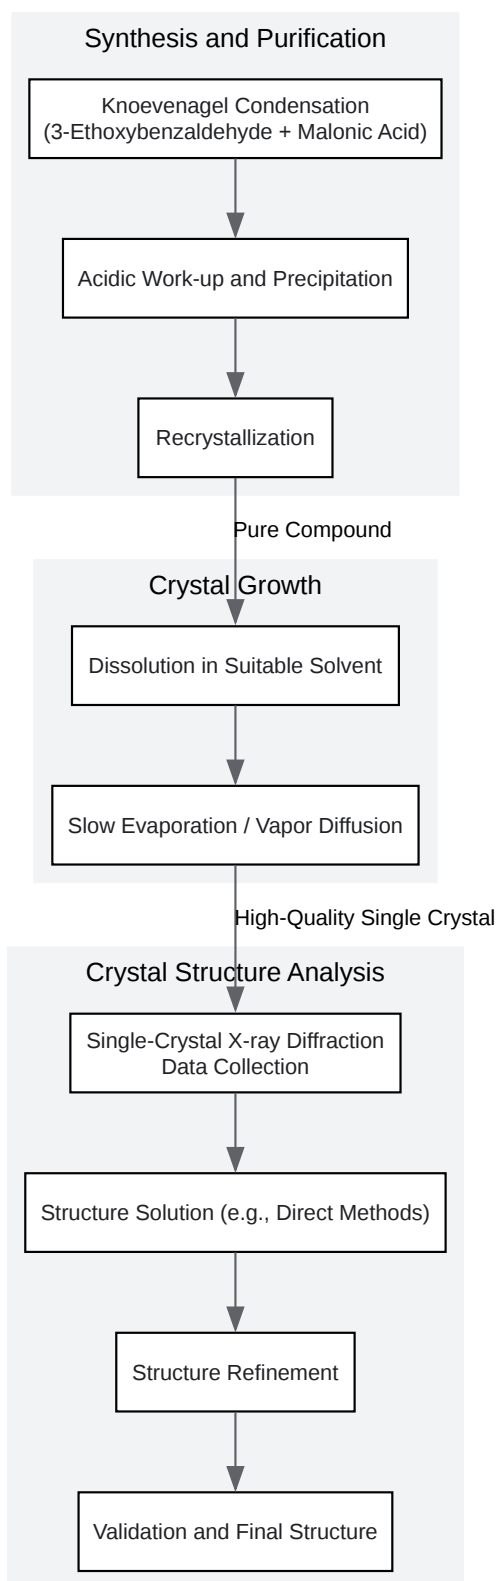 Synthesis and Purification
Knoevenagel Condensation
(3-Ethoxybenzaldehyde + Malonic Acid)
Acidic Work-up and Precipitation
Recrystallization
Pure Compound
Crystal Growth
Dissolution in Suitable Solvent
Slow Evaporation / Vapor Diffusion
High-Quality Single Crystal
Crystal Structure Analysis
Single-Crystal X-ray Diffraction
Data Collection
Structure Solution (e.g., Direct Methods)
Structure Refinement
Validation and Final Structure